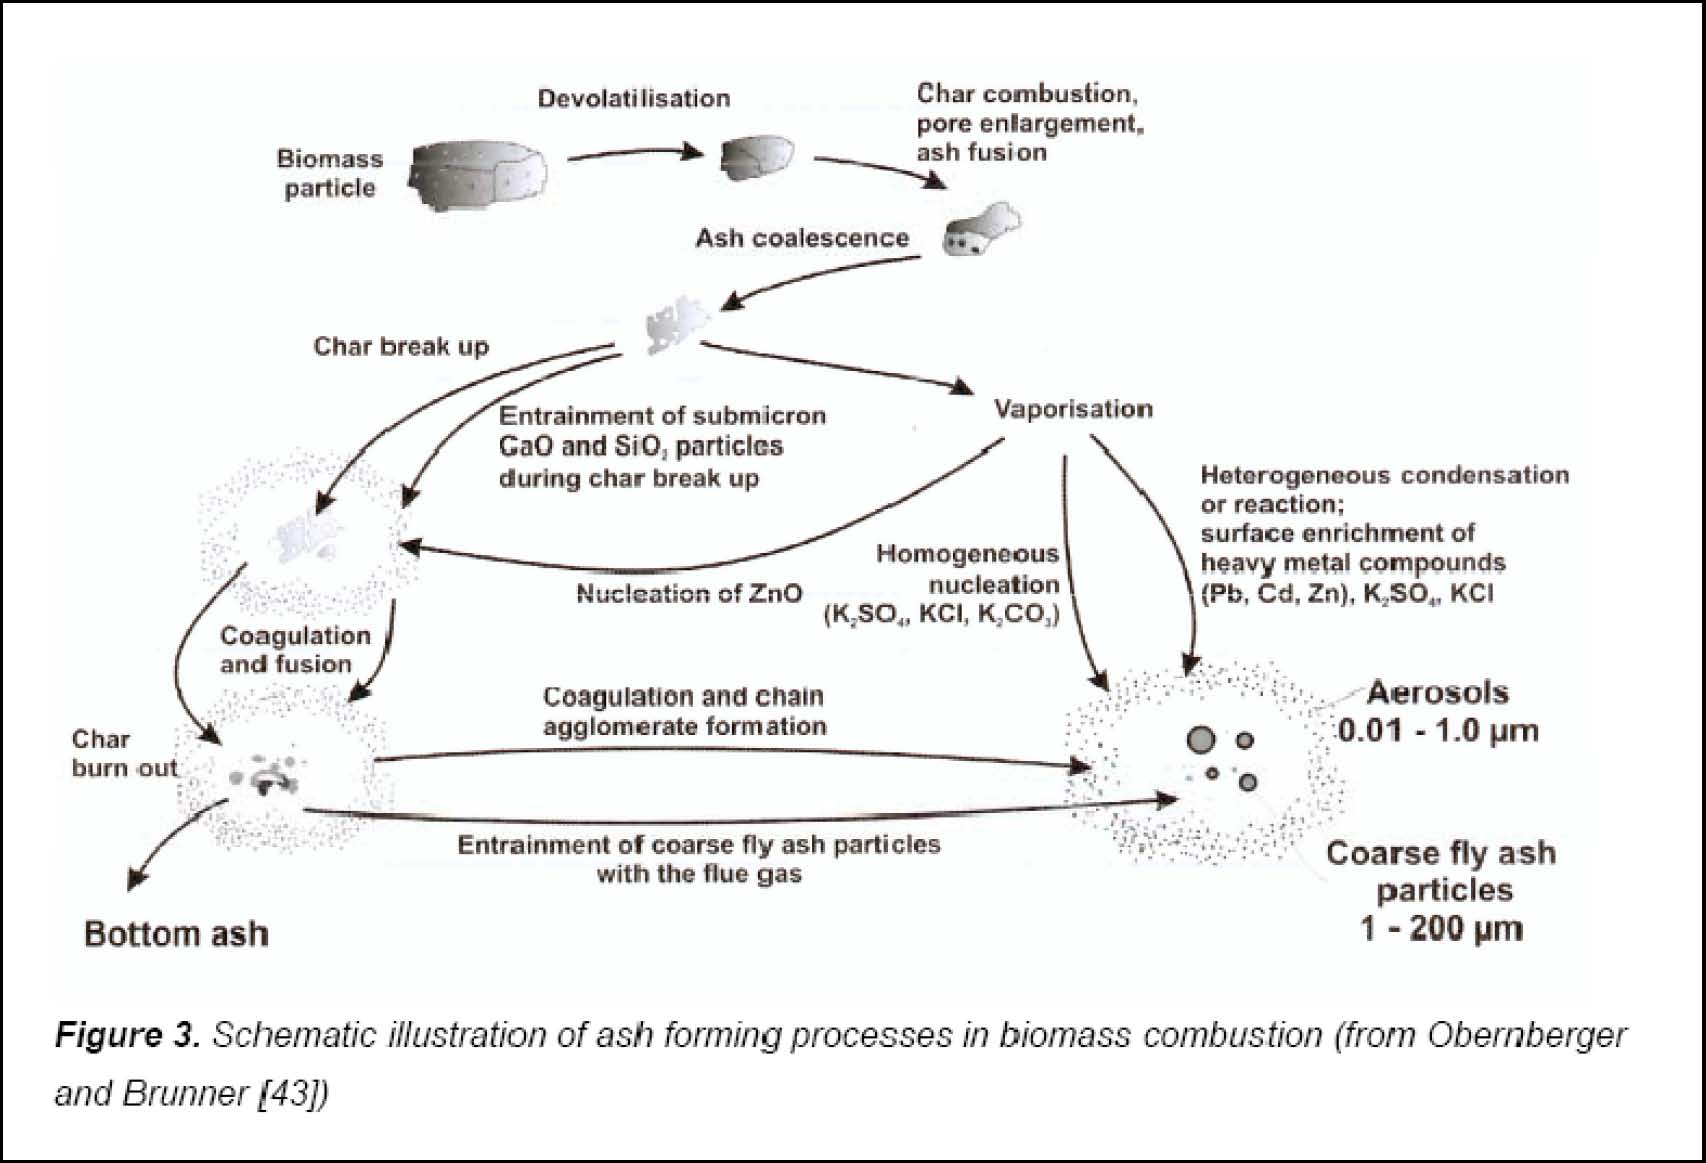 Devolatilisation
Char combustion,
pore enlargement,
ash fusion
Biomass
particle
Ash coalescence
Char break up
Entrainment of submicron
CaO and SiO₂ particles
during char break up
Vaporisation
Heterogeneous condensation
or reaction;
surface enrichment of
heavy metal compounds
(Pb, Cd, Zn), K₂SO₄, KCl
Homogeneous
nucleation
(K₂SO₄, KCl, K₂CO₃)
Nucleation of ZnO
Coagulation
and fusion
Coagulation and chain
agglomerate formation
Aerosols
0.01 - 1.0 µm
Char
burn out
Entrainment of coarse fly ash particles
with the flue gas
Coarse fly ash
particles
1 - 200 µm
Bottom ash
Figure 3. Schematic illustration of ash forming processes in biomass combustion (from Obernberger
and Brunner [43])